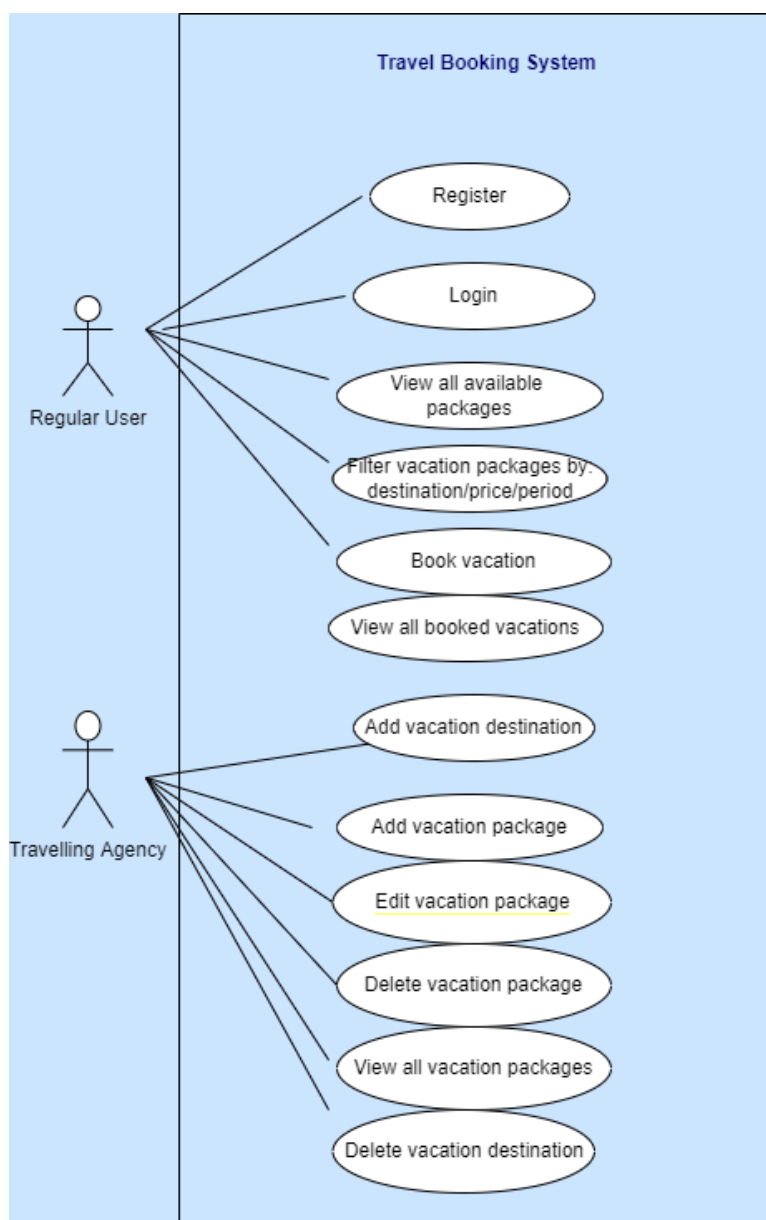 Travel Booking System
Register
Login
View all available
packages
Regular User
Filter vacation packages by:
destination/price/period
Book vacation
View all booked vacations
Add vacation destination
Add vacation package
Travelling Agency
Edit vacation package
Delete vacation package
View all vacation packages
Delete vacation destination